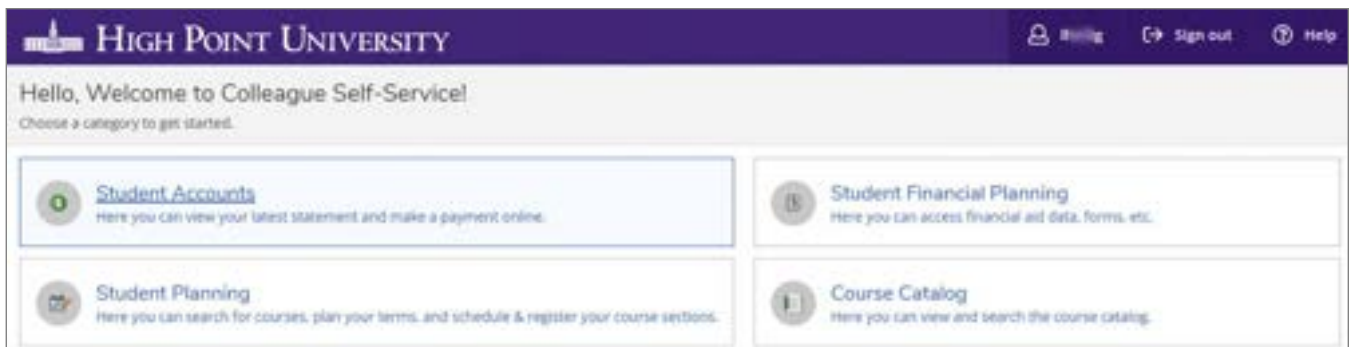 HIGH POINT UNIVERSITY
Sign out
Help
Hello, Welcome to Colleague Self-Service!
Choose a category to get started.
Student Accounts
Here you can view your latest statement and make a payment online.
Student Financial Planning
Here you can access financial aid data, forms, etc.
Student Planning
Here you can search for courses, plan your terms, and schedule & register your course sections.
Course Catalog
Here you can view and search the course catalog.